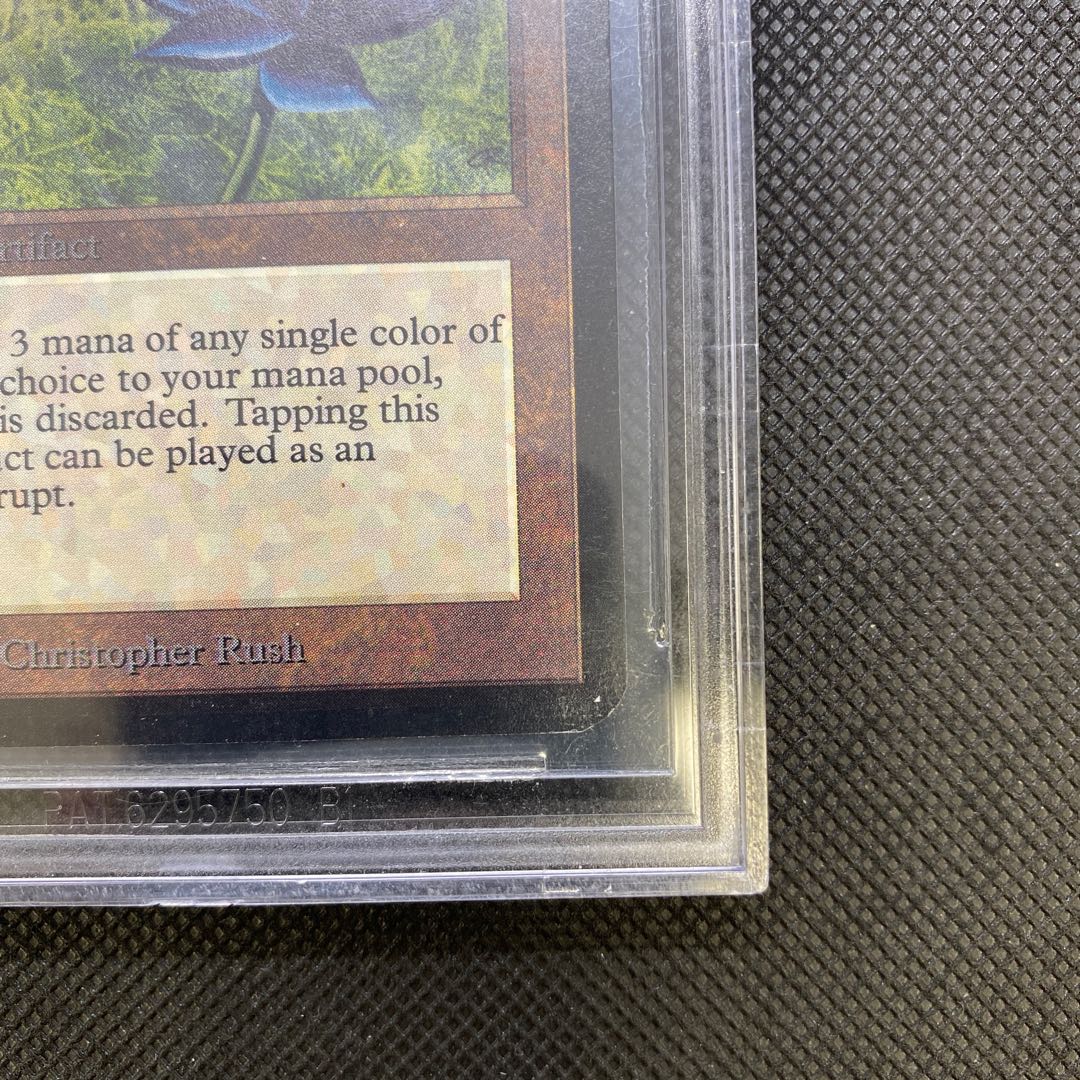 rtifact
3 mana of any single color of
choice to your mana pool,
is discarded. Tapping this
ct can be played as an
rupt.
Christopher Rush
PAT 6295750 B1